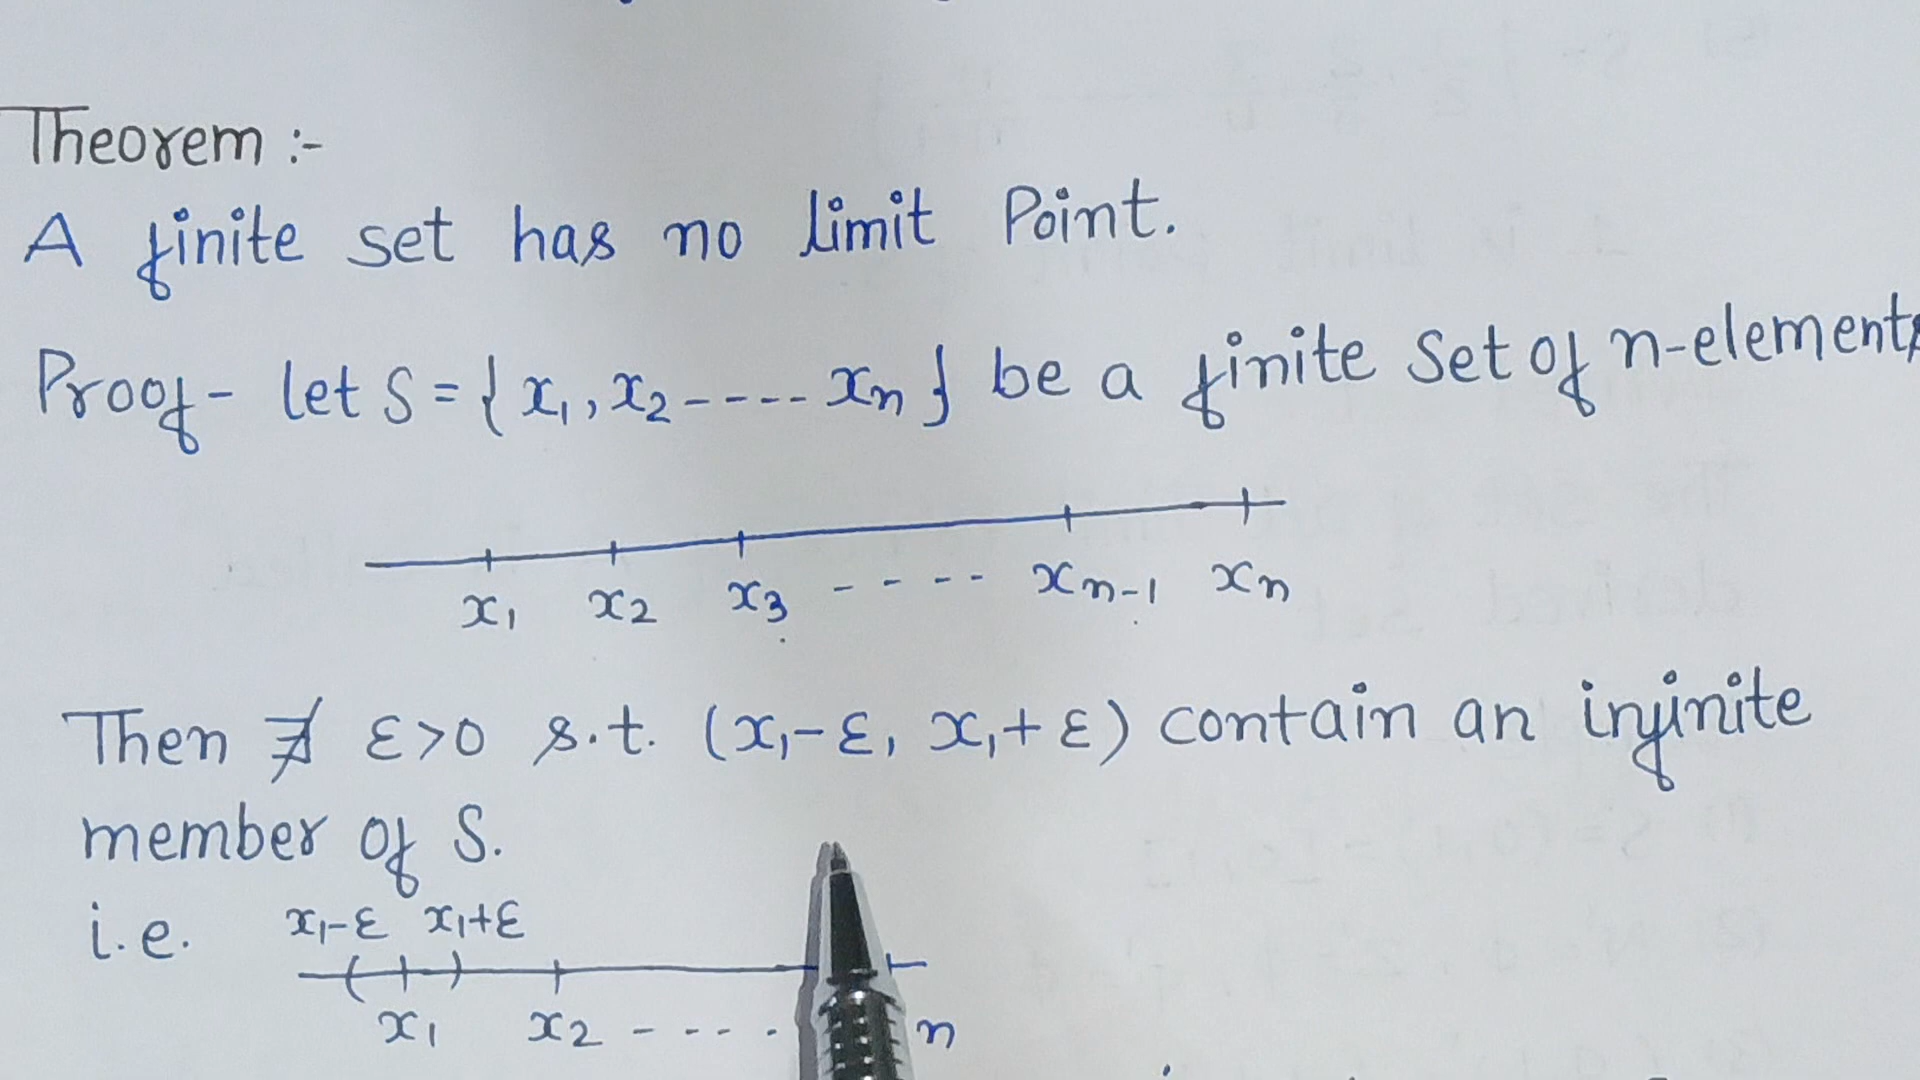 Theorem :-
A finite set has no limit Point.
Proof - let S = { x₁, x₂ ---- xₙ } be a finite set of n-elements
x₁ x₂ x₃ ---- xₙ₋₁ xₙ
Then ∄ ε>0 s.t. (x₁-ε, x₁+ε) contain an infinite
member of S.
i.e. x₁-ε x₁+ε
x₁ x₂ ---- n